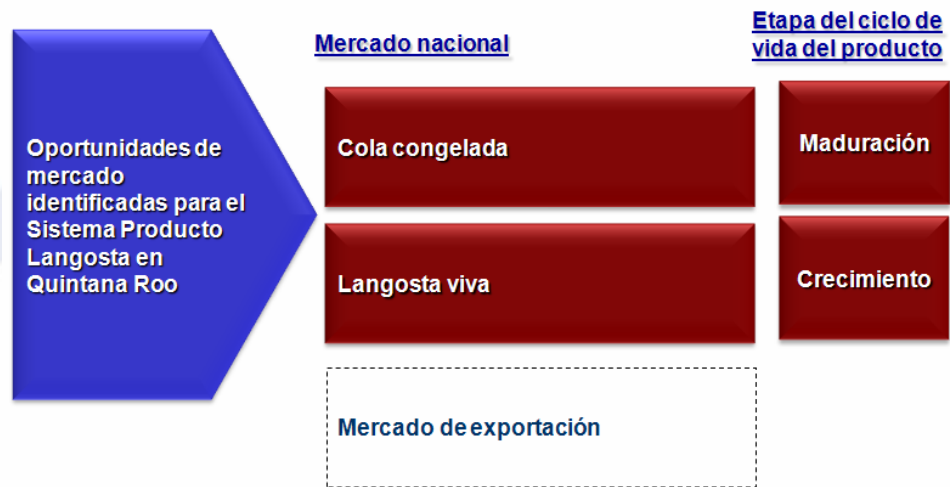 Mercado nacional
Etapa del ciclo de
vida del producto
Oportunidades de
mercado
identificadas para el
Sistema Producto
Langosta en
Quintana Roo
Cola congelada
Maduración
Langosta viva
Crecimiento
Mercado de exportación